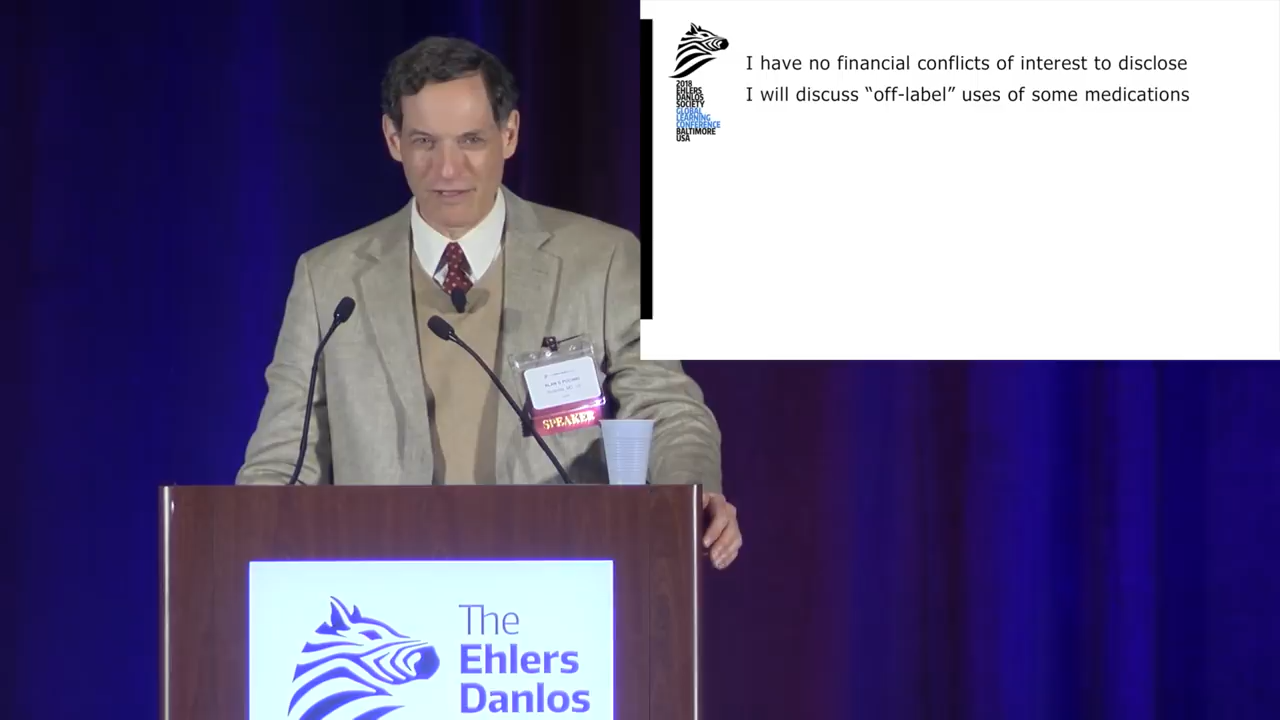 I have no financial conflicts of interest to disclose
I will discuss “off-label” uses of some medications
2018
EHLERS
DANLOS
SOCIETY
GLOBAL
LEARNING
CONFERENCE
BALTIMORE
USA
SPEAKER
The
Ehlers
Danlos